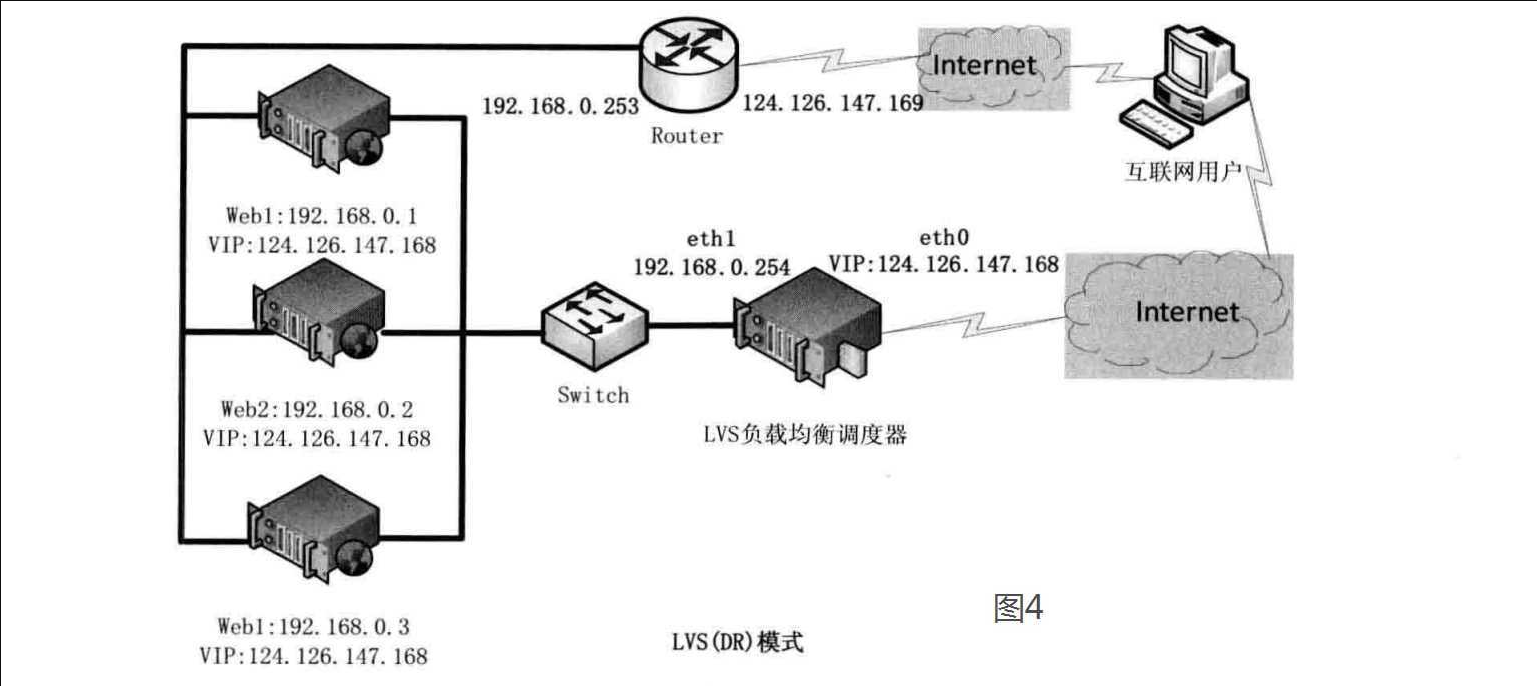 Internet
192.168.0.253
124.126.147.169
Router
互联网用户
Web1:192.168.0.1
VIP:124.126.147.168
eth1
192.168.0.254
eth0
VIP:124.126.147.168
Internet
Switch
Web2:192.168.0.2
VIP:124.126.147.168
LVS负载均衡调度器
Web1:192.168.0.3
VIP:124.126.147.168
图4
LVS(DR)模式